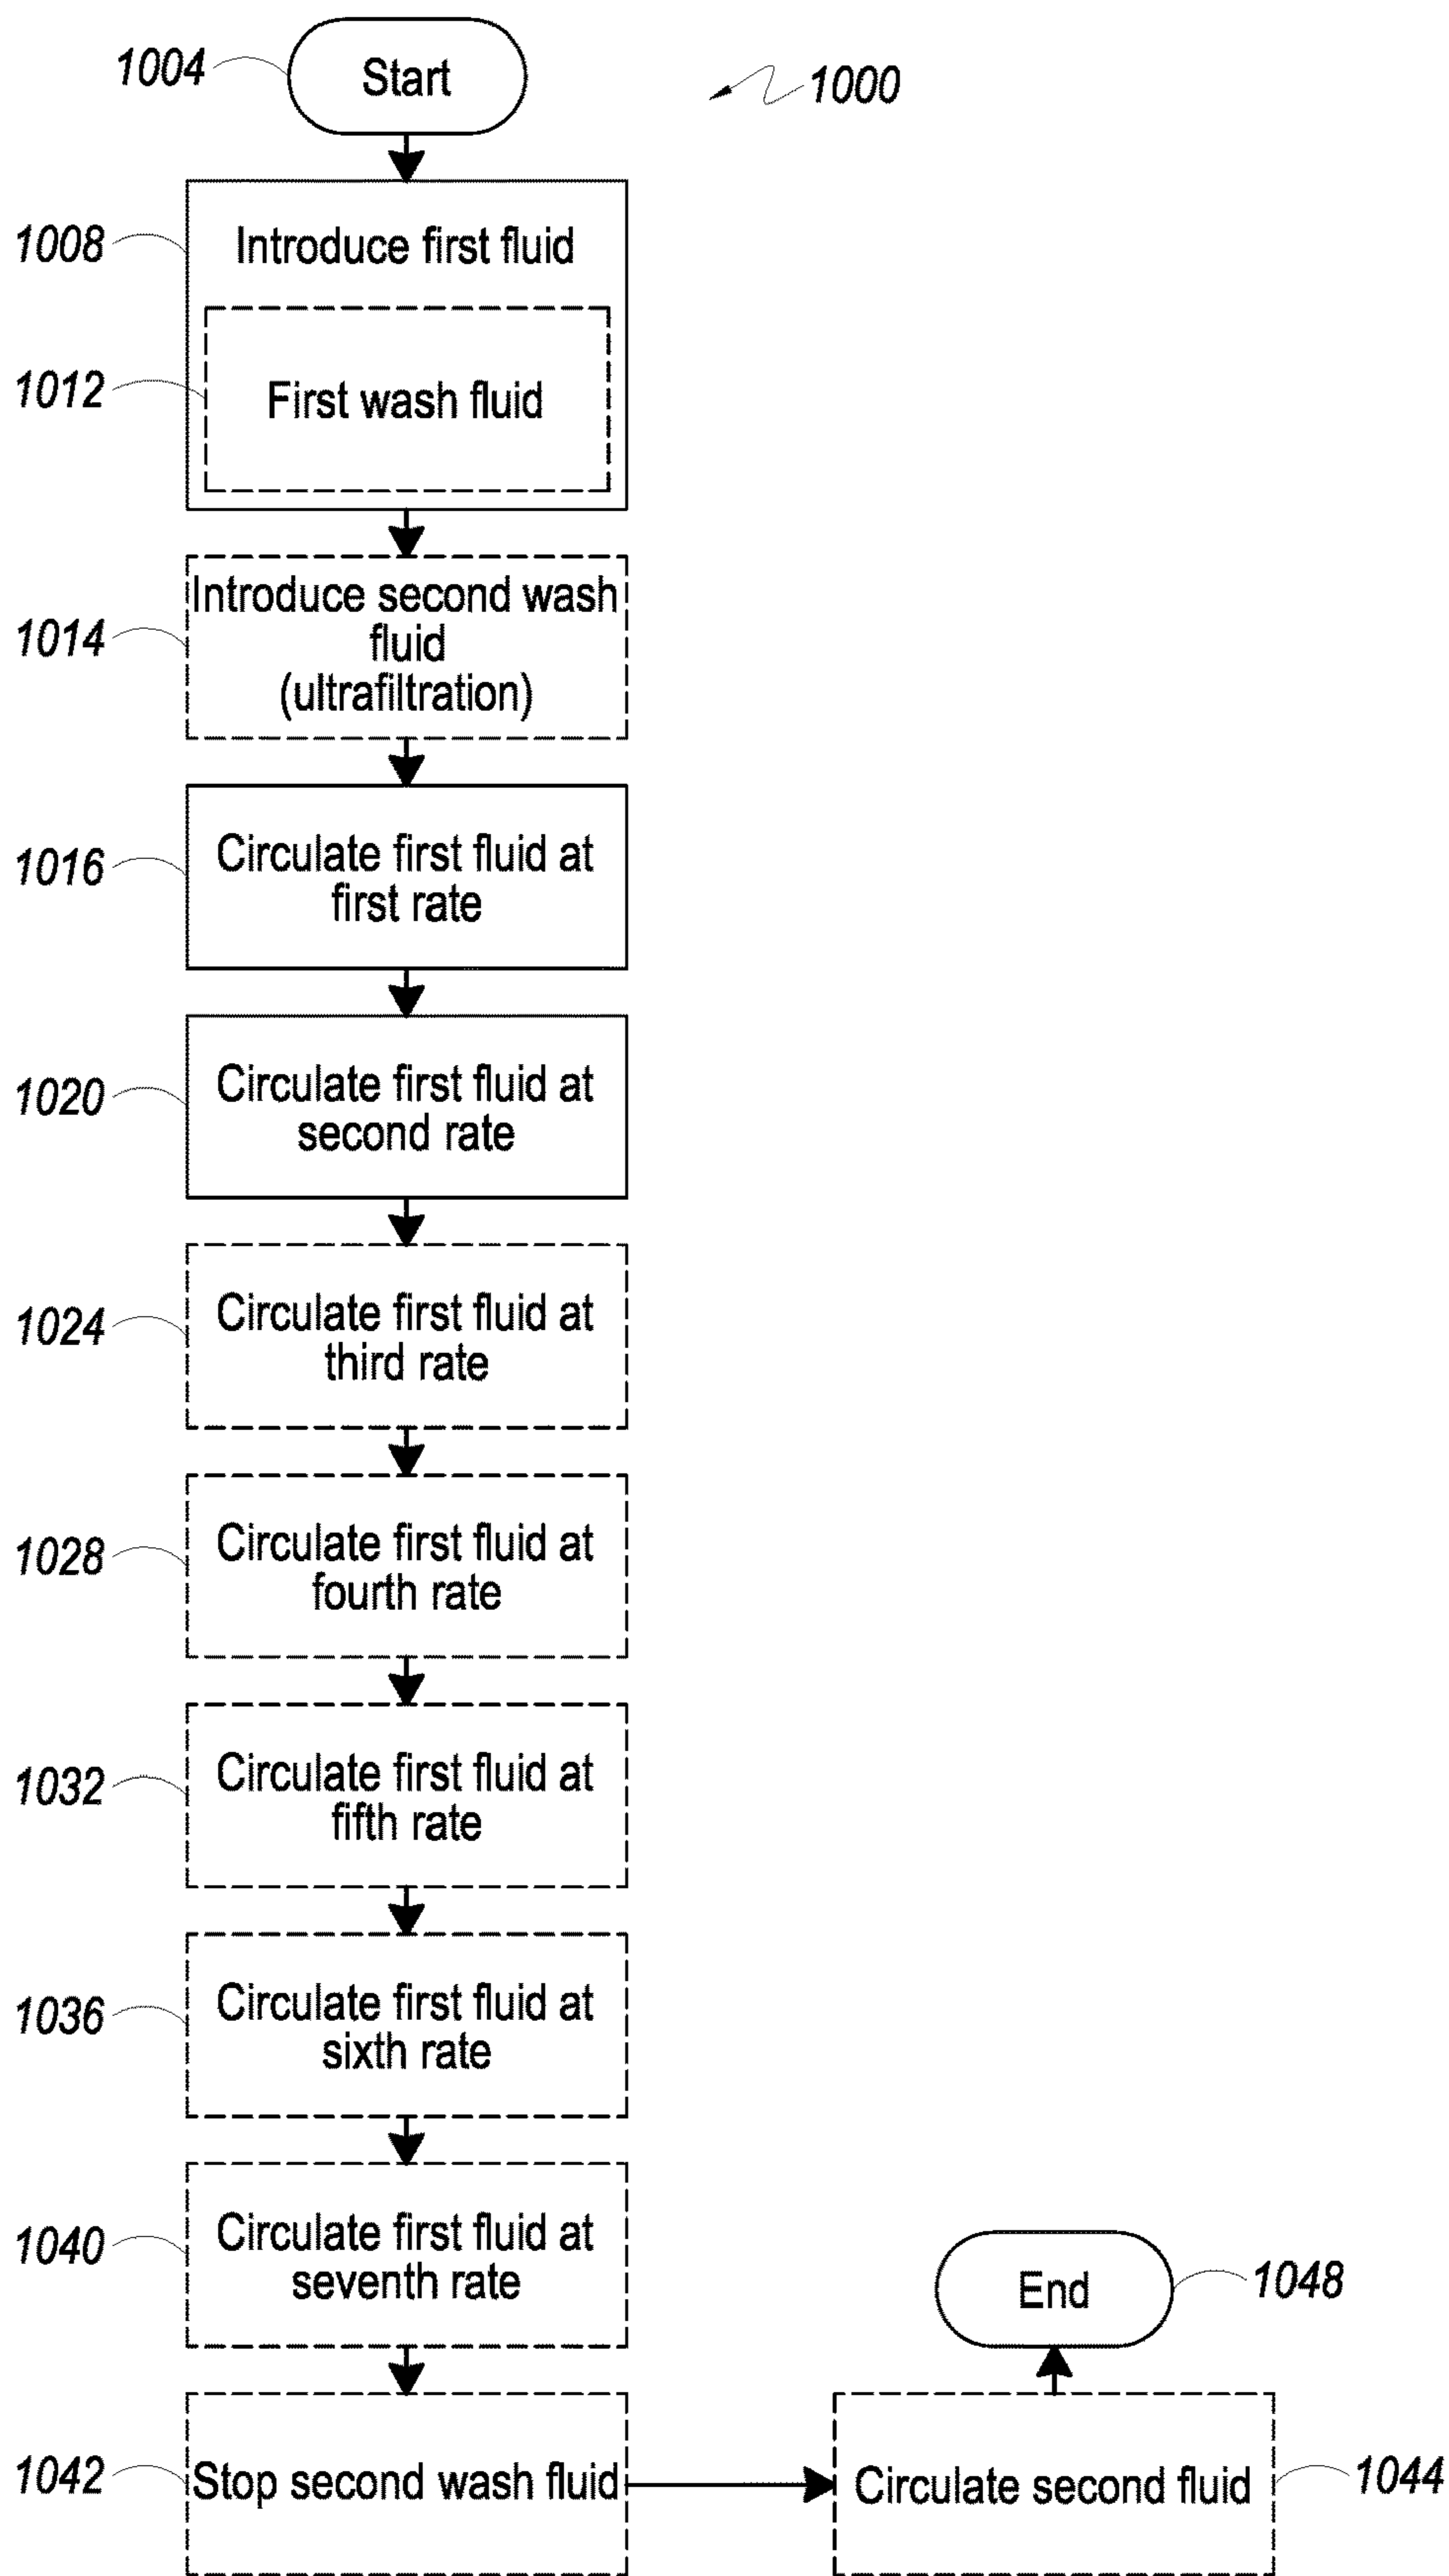 1004
Start
1000
1008
Introduce first fluid
1012
First wash fluid
1014
Introduce second wash
fluid
(ultrafiltration)
1016
Circulate first fluid at
first rate
1020
Circulate first fluid at
second rate
1024
Circulate first fluid at
third rate
1028
Circulate first fluid at
fourth rate
1032
Circulate first fluid at
fifth rate
1036
Circulate first fluid at
sixth rate
1040
Circulate first fluid at
seventh rate
End
1048
1042
Stop second wash fluid
Circulate second fluid
1044